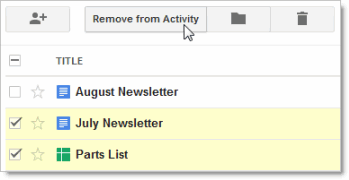 Remove from Activity
TITLE
August Newsletter
July Newsletter
Parts List